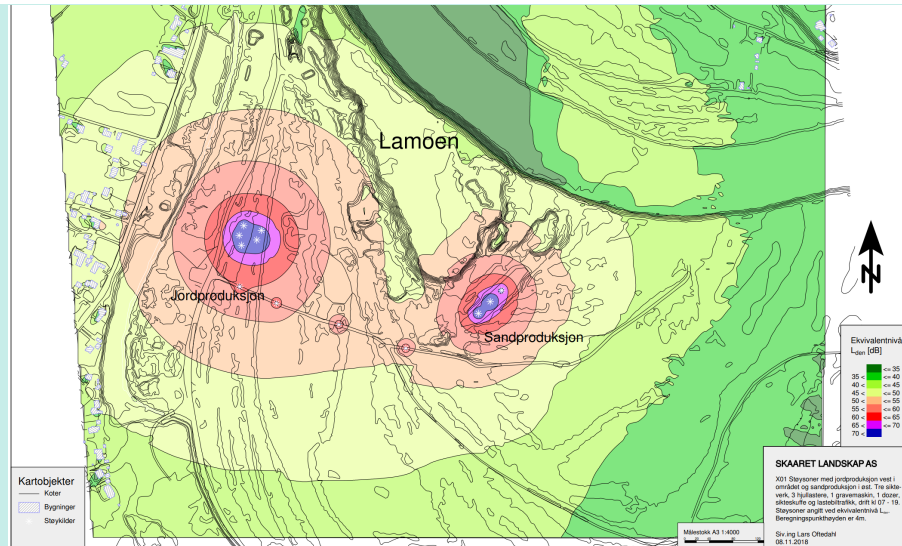 Lamoen
Jordproduksjon
Sandproduksjon
N
Ekvivalentnivå
Lden [dB]
<= 35
35 < <= 40
40 < <= 45
45 < <= 50
50 < <= 55
55 < <= 60
60 < <= 65
65 < <= 70
70 <
Kartobjekter
Koter
Bygninger
Støykilder
SKAARET LANDSKAP AS
X01 Støysoner med jordproduksjon vest i
området og sandproduksjon i øst. Tre sikte-
verk, 3 hjullastere, 1 gravemaskin, 1 dozer,
sikteskuffe og lastebiltrafikk, drift kl 07 - 19.
Støysoner angitt ved ekvivalentnivå Lden.
Beregningspunkthøyden er 4m.
Siv.ing Lars Oftedahl
08.11.2018
Målestokk A3 1:4000